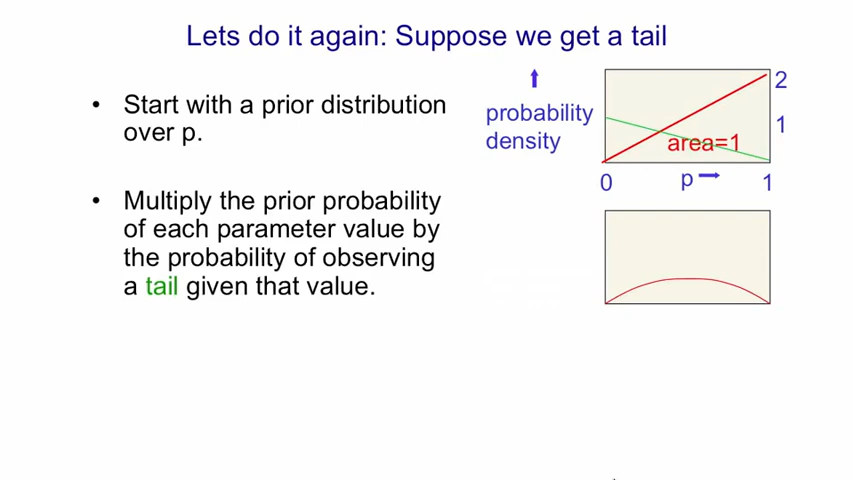 Lets do it again: Suppose we get a tail
• Start with a prior distribution
over p.
• Multiply the prior probability
of each parameter value by
the probability of observing
a tail given that value.
probability
density
2
1
area=1
0
p
1